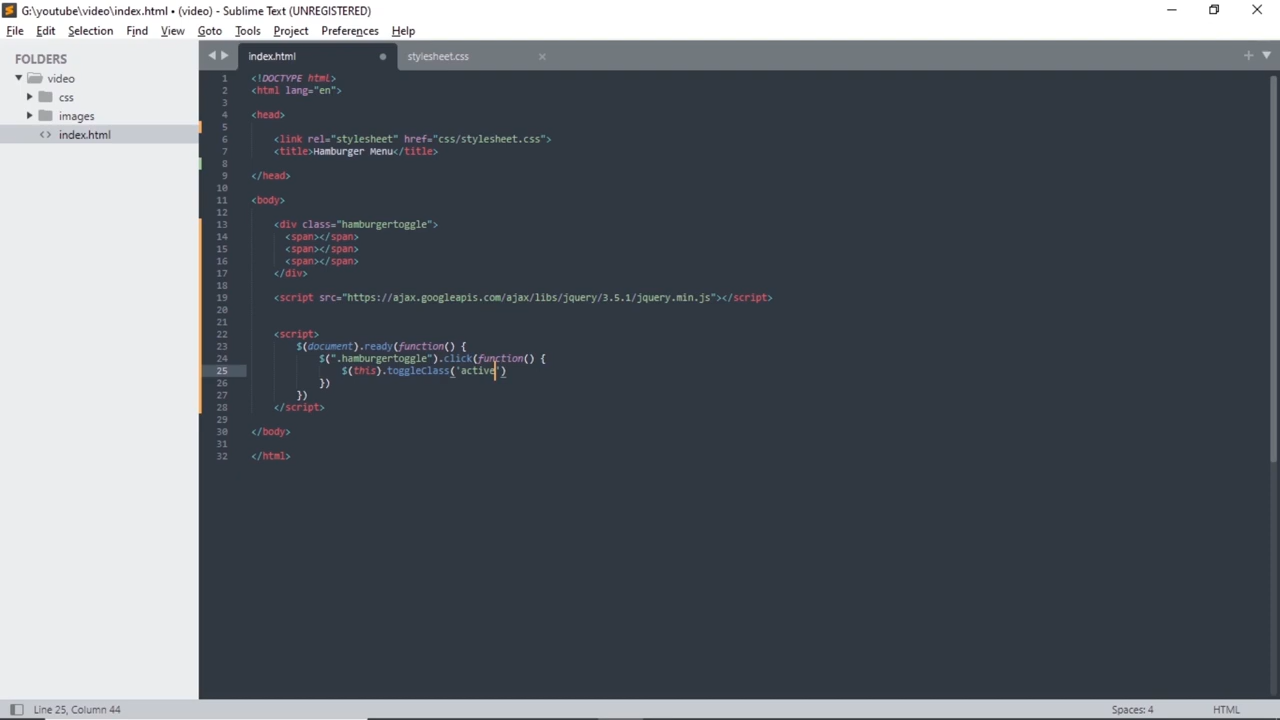 G:\youtube\video\index.html • (video) - Sublime Text (UNREGISTERED)
File Edit Selection Find View Goto Tools Project Preferences Help
FOLDERS
video
css
images
index.html
index.html
stylesheet.css
1 <!DOCTYPE html>
2 <html lang="en">
3
4 <head>
5
6 <link rel="stylesheet" href="css/stylesheet.css">
7 <title>Hamburger Menu</title>
8
9 </head>
10
11 <body>
12
13 <div class="hamburgertoggle">
14 <span></span>
15 <span></span>
16 <span></span>
17 </div>
18
19 <script src="https://ajax.googleapis.com/ajax/libs/jquery/3.5.1/jquery.min.js"></script>
20
21
22 <script>
23 $(document).ready(function() {
24 $(".hamburgertoggle").click(function() {
25 $(this).toggleClass('active')
26 })
27 })
28 </script>
29
30 </body>
31
32 </html>
Line 25, Column 44
Spaces: 4
HTML